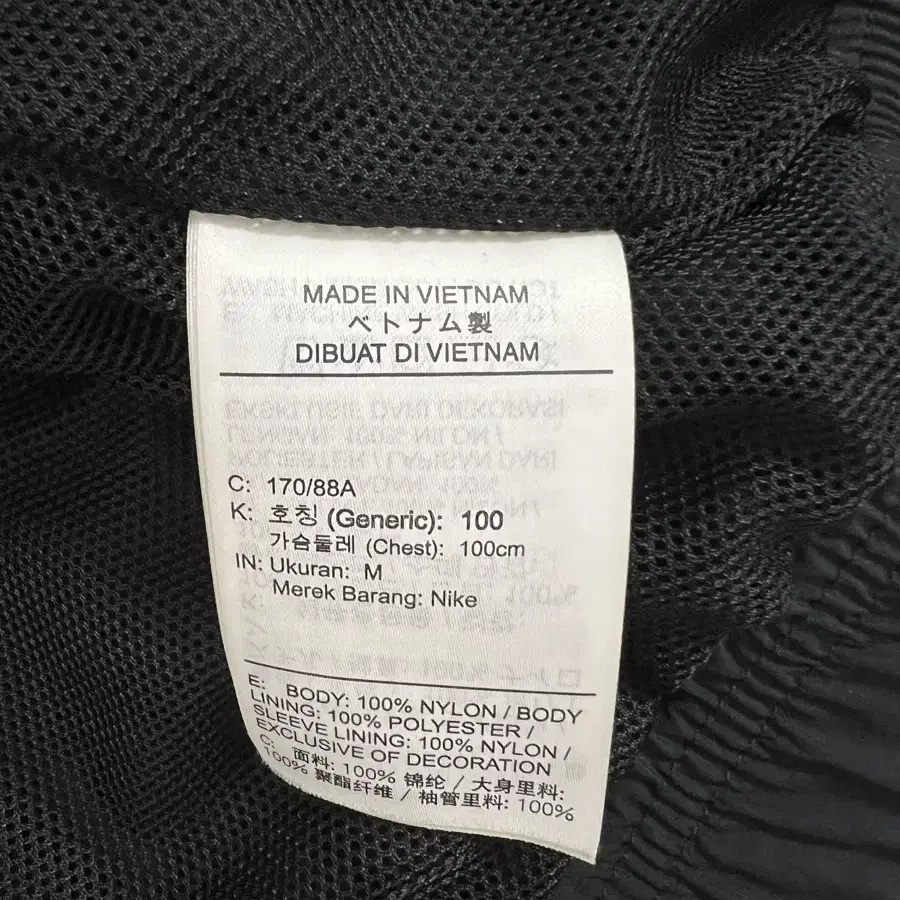 MADE IN VIETNAM
ベトナム製
DIBUAT DI VIETNAM
C: 170/88A
K: 호칭 (Generic): 100
가슴둘레 (Chest): 100cm
IN: Ukuran: M
Merek Barang: Nike
E: BODY: 100% NYLON / BODY
LINING: 100% POLYESTER /
SLEEVE LINING: 100% NYLON /
EXCLUSIVE OF DECORATION
C: 面料: 100% 锦纶 / 大身里料:
100% 聚酯纤维 / 袖管里料: 100%